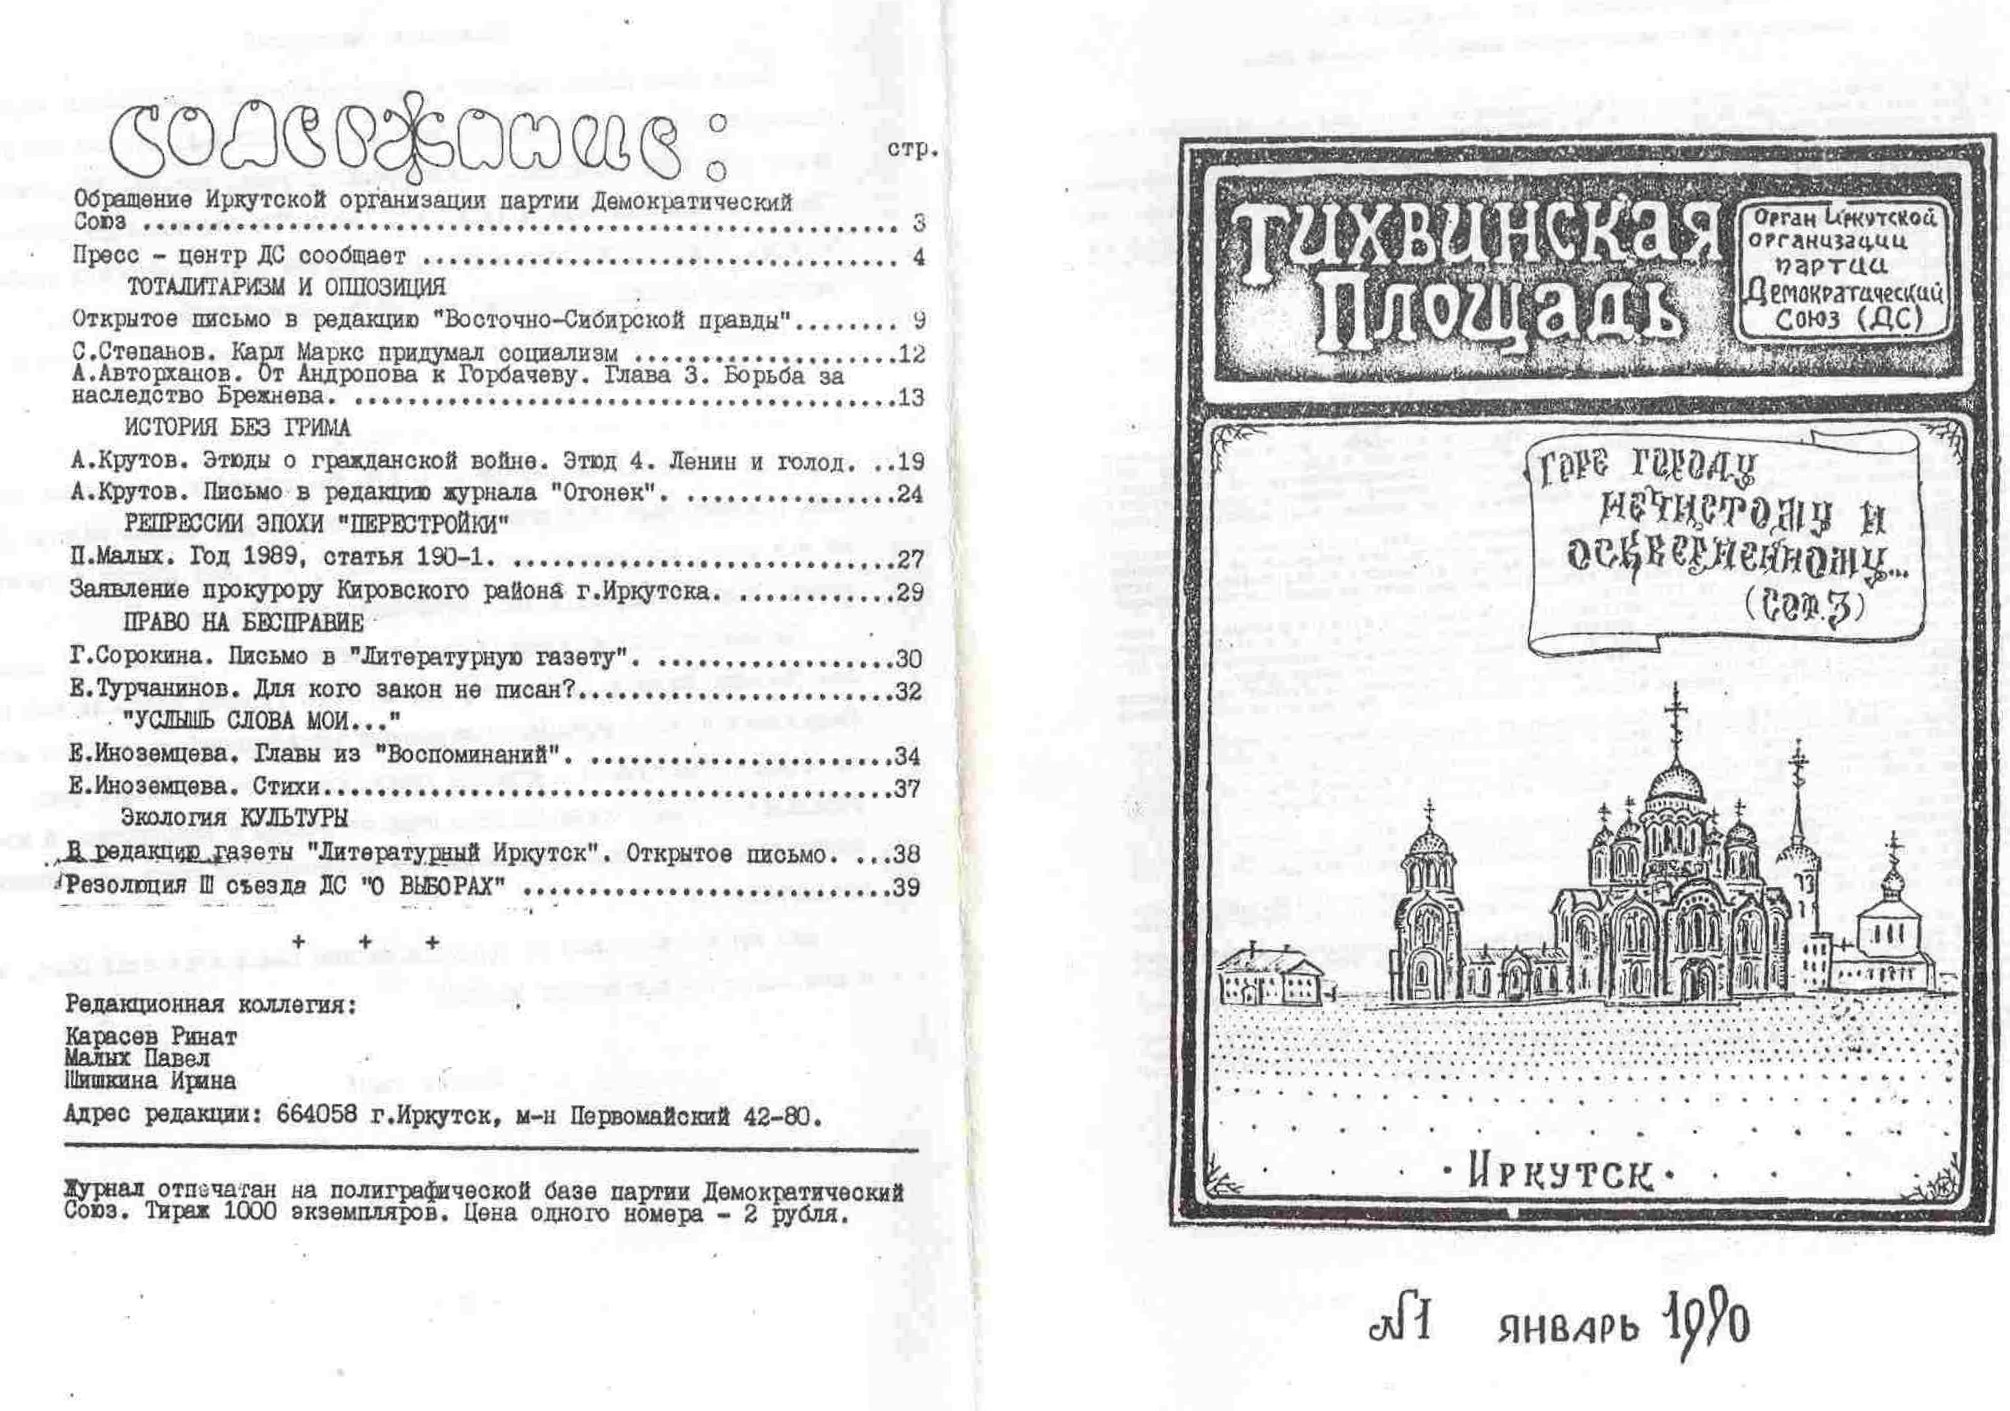 СОДЕРЖАНИЕ:
стр.
Обращение Иркутской организации партии Демократический
Союз ........................................................ 3
Пресс - центр ДС сообщает .................................... 4
ТОТАЛИТАРИЗМ И ОППОЗИЦИЯ
Открытое письмо в редакцию "Восточно-Сибирской правды"........ 9
С.Степанов. Карл Маркс придумал социализм ....................12
А.Авторханов. От Андропова к Горбачеву. Глава 3. Борьба за
наследство Брежнева. .........................................13
ИСТОРИЯ БЕЗ ГРИМА
А.Крутов. Этюды о гражданской войне. Этюд 4. Ленин и голод. ..19
А.Крутов. Письмо в редакцию журнала "Огонек". ................24
РЕПРЕССИИ ЭПОХИ "ПЕРЕСТРОЙКИ"
П.Малых. Год 1989, статья 190-1. .............................27
Заявление прокурору Кировского района г.Иркутска. ............29
ПРАВО НА БЕСПРАВИЕ
Г.Сорокина. Письмо в "Литературную газету". ..................30
Е.Турчанинов. Для кого закон не писан?........................32
"УСЛЫШЬ СЛОВА МОИ..."
Е.Иноземцева. Главы из "Воспоминаний". .......................34
Е.Иноземцева. Стихи...........................................37
Экология КУЛЬТУРЫ
В редакцию газеты "Литературный Иркутск". Открытое письмо. ...38
Резолюция Ш съезда ДС "О ВЫБОРАХ" ............................39
+ + +
Редакционная коллегия:
Карасев Ринат
Малых Павел
Шишкина Ирина
Адрес редакции: 664058 г.Иркутск, м-н Первомайский 42-80.
Журнал отпечатан на полиграфической базе партии Демократический
Союз. Тираж 1000 экземпляров. Цена одного номера - 2 рубля.
ТИХВИНСКАЯ
ПЛОЩАДЬ
Орган Иркутской
организации
партии
Демократический
Союз (ДС)
Горе городу
нечистому и
оскверненному...
(Соф.3)
• ИРКУТСК •
№1 ЯНВАРЬ 1990